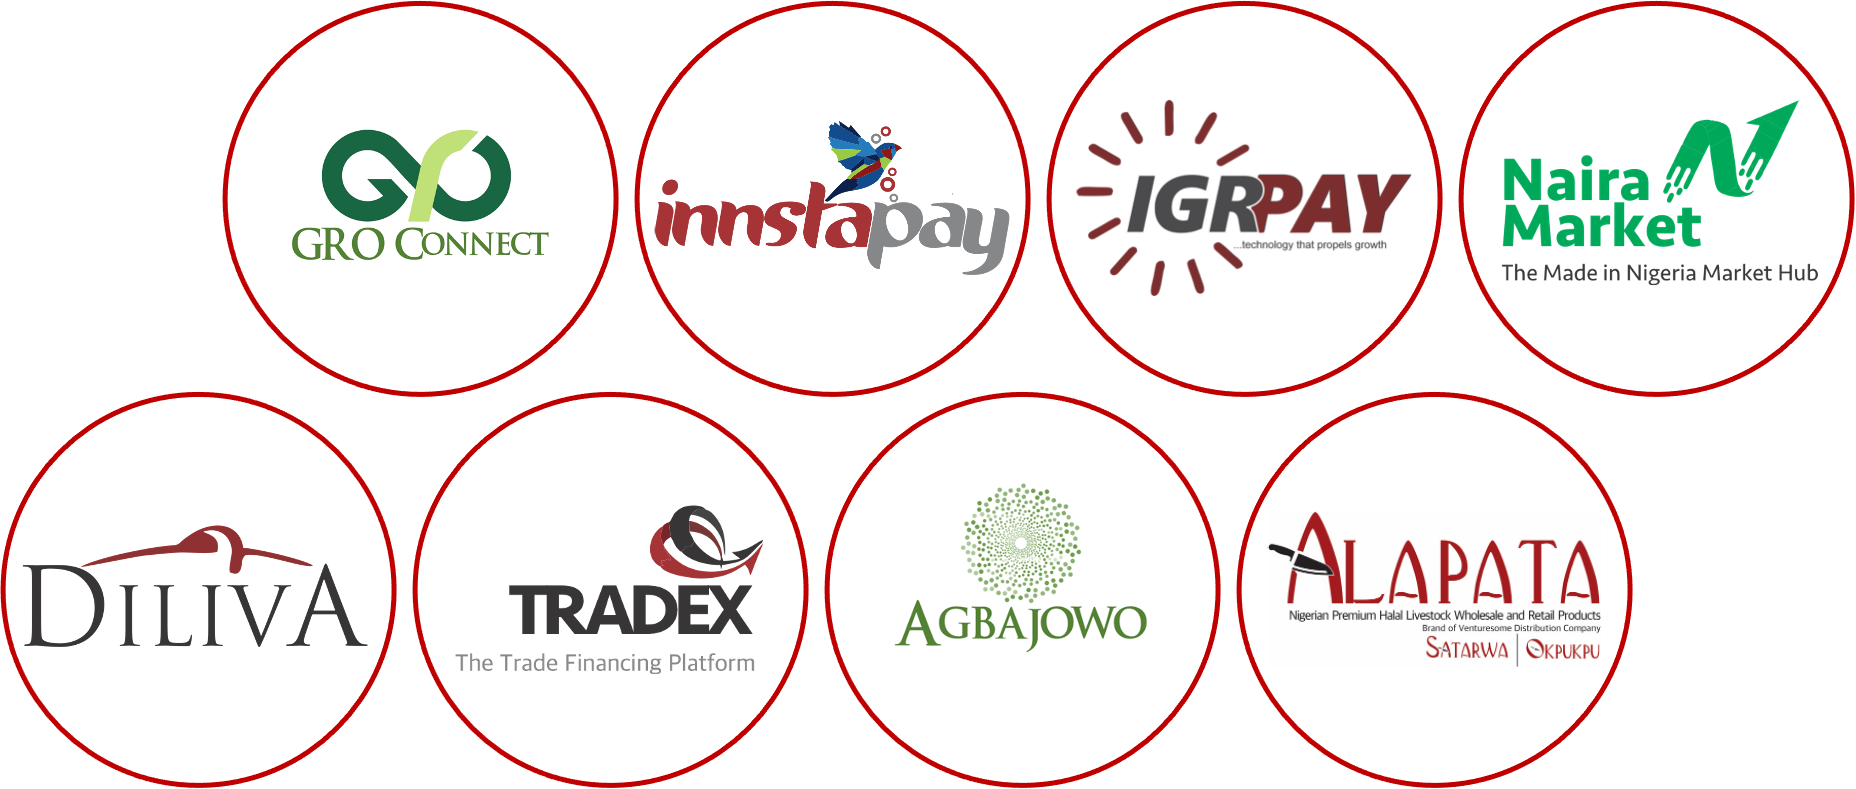 GRO
GRO CONNECT
innstapay
IGRPAY
...technology that propels growth
Naira
Market
The Made in Nigeria Market Hub
DILIVA
TRADEX
The Trade Financing Platform
AGBAJOWO
ALAPATA
Nigerian Premium Halal Livestock Wholesale and Retail Products
Brand of Venturesome Distribution Company
SATARWA | OKPUKPU